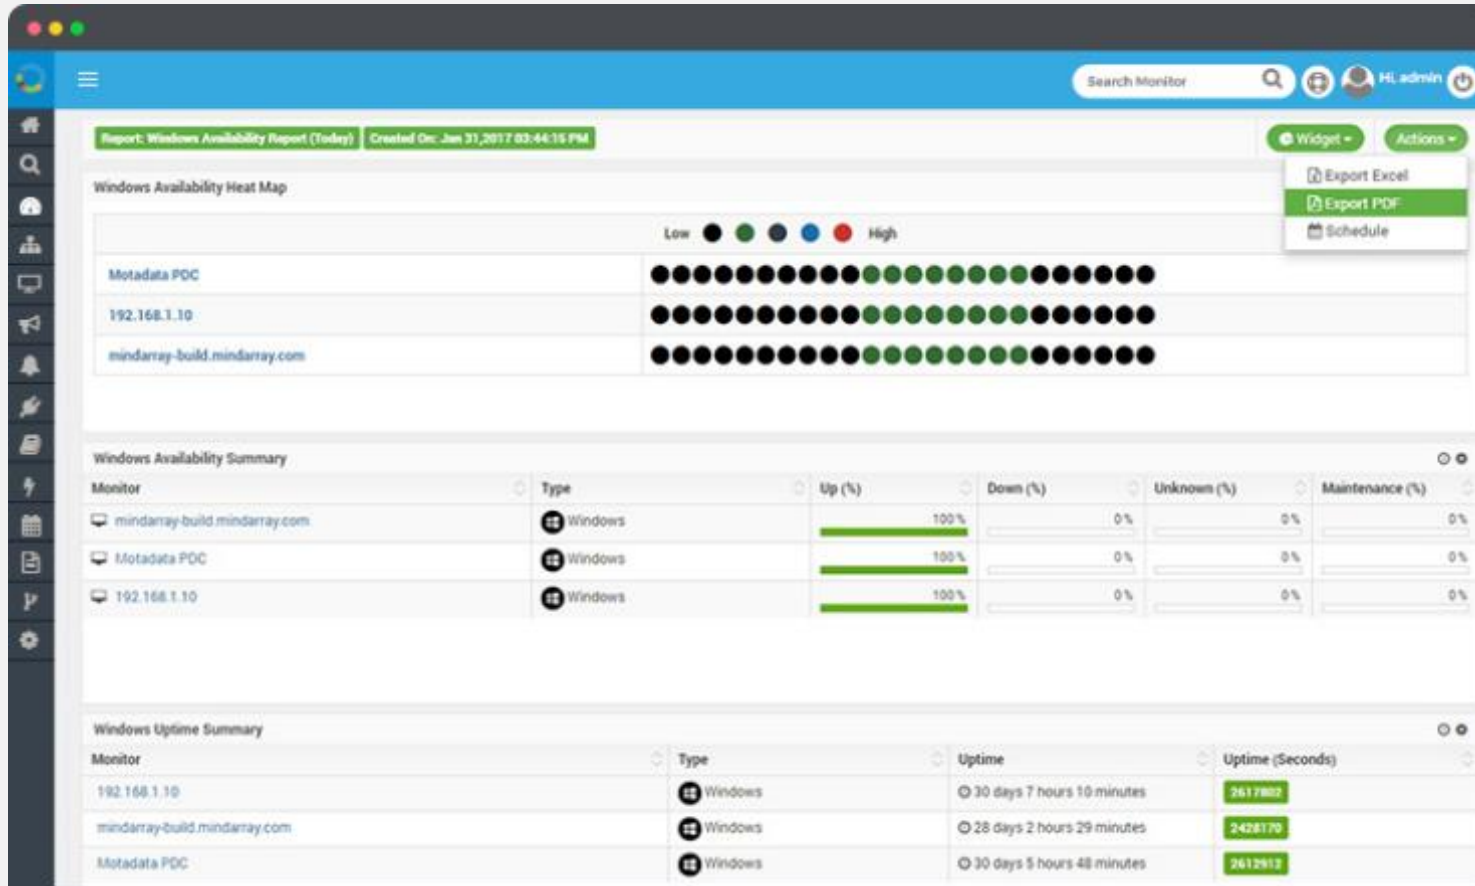 Search Monitor
Hi, admin
Report: Windows Availability Report (Today) Created On: Jan 31,2017 03:44:15 PM
Widget
Actions
Export Excel
Export PDF
Schedule
Windows Availability Heat Map
Low High
Motadata PDC
192.168.1.10
mindarray-build.mindarray.com
Windows Availability Summary
Monitor Type Up (%) Down (%) Unknown (%) Maintenance (%)
mindarray-build.mindarray.com Windows 100 % 0 % 0 % 0 %
Motadata PDC Windows 100 % 0 % 0 % 0 %
192.168.1.10 Windows 100 % 0 % 0 % 0 %
Windows Uptime Summary
Monitor Type Uptime Uptime (Seconds)
192.168.1.10 Windows 30 days 7 hours 10 minutes 2617802
mindarray-build.mindarray.com Windows 28 days 2 hours 29 minutes 2428170
Motadata PDC Windows 30 days 5 hours 48 minutes 2612912